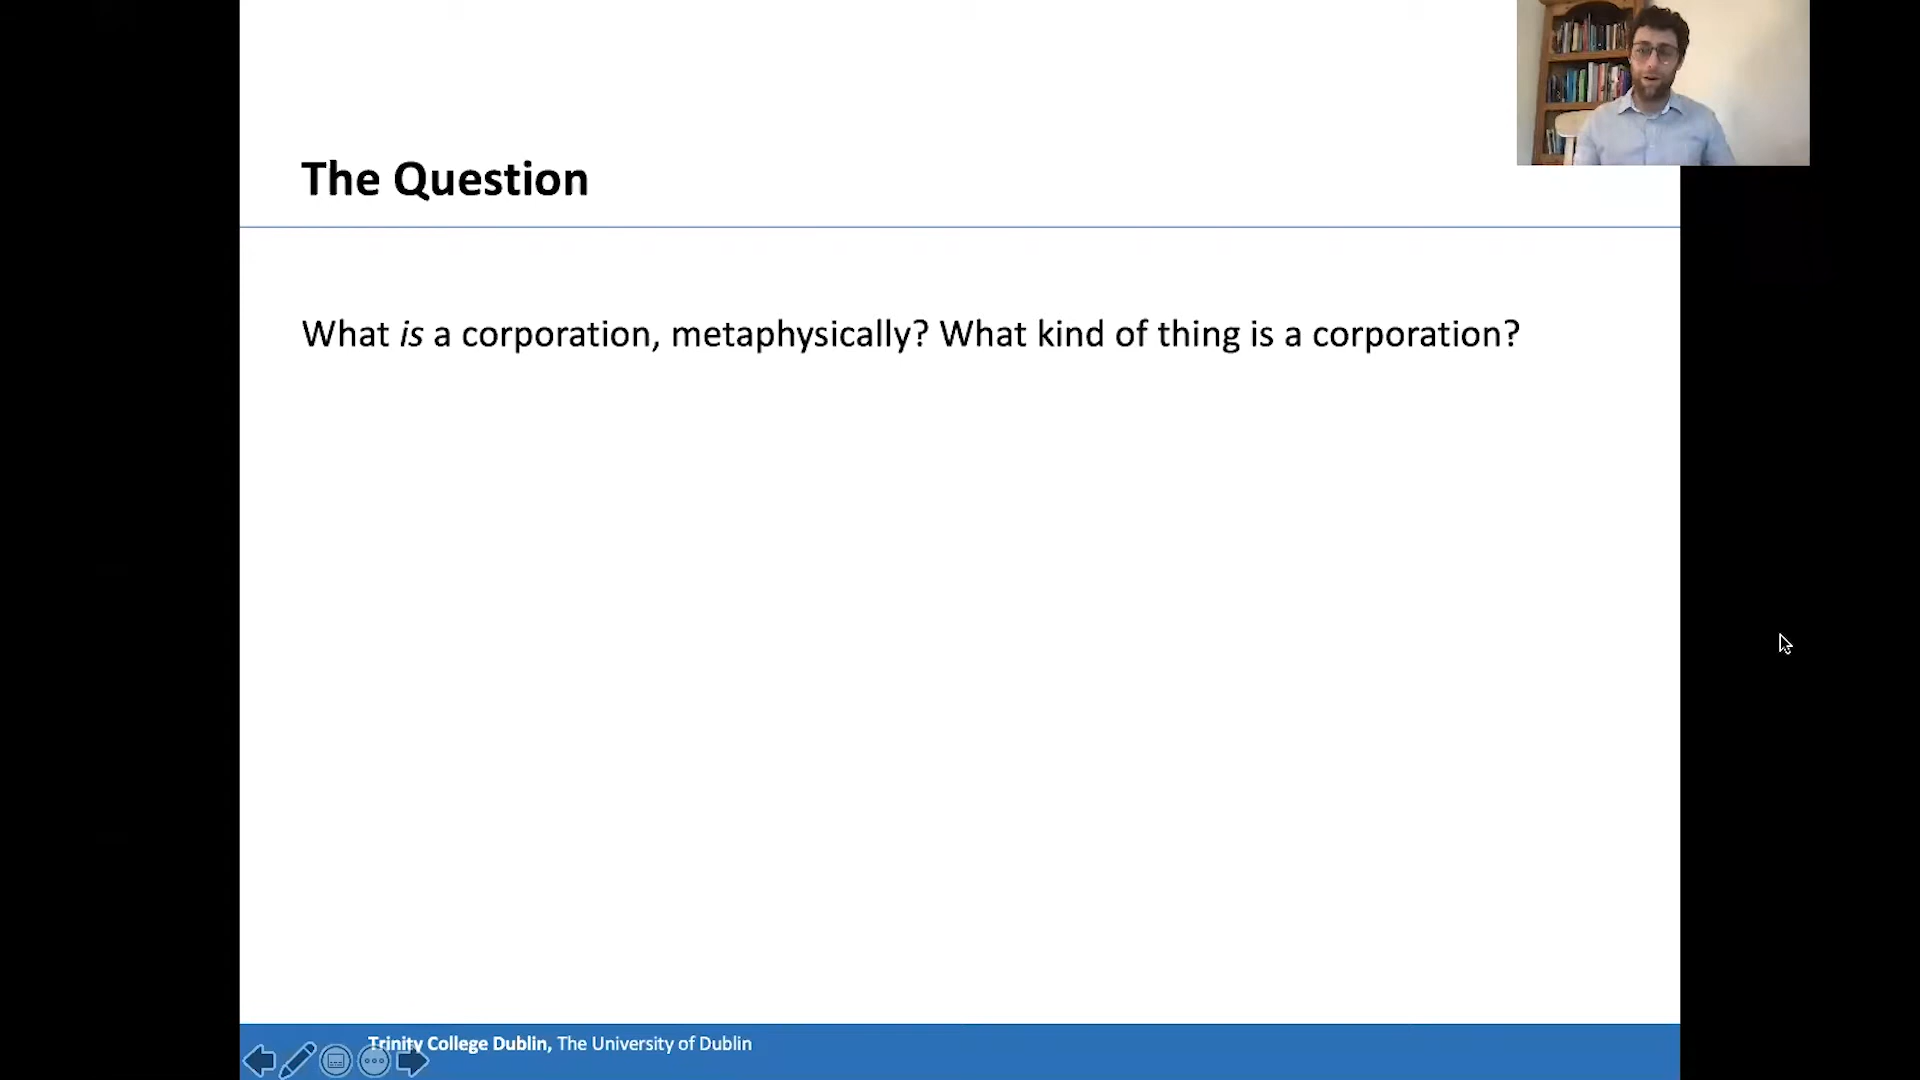 The Question
What is a corporation, metaphysically? What kind of thing is a corporation?
Trinity College Dublin, The University of Dublin